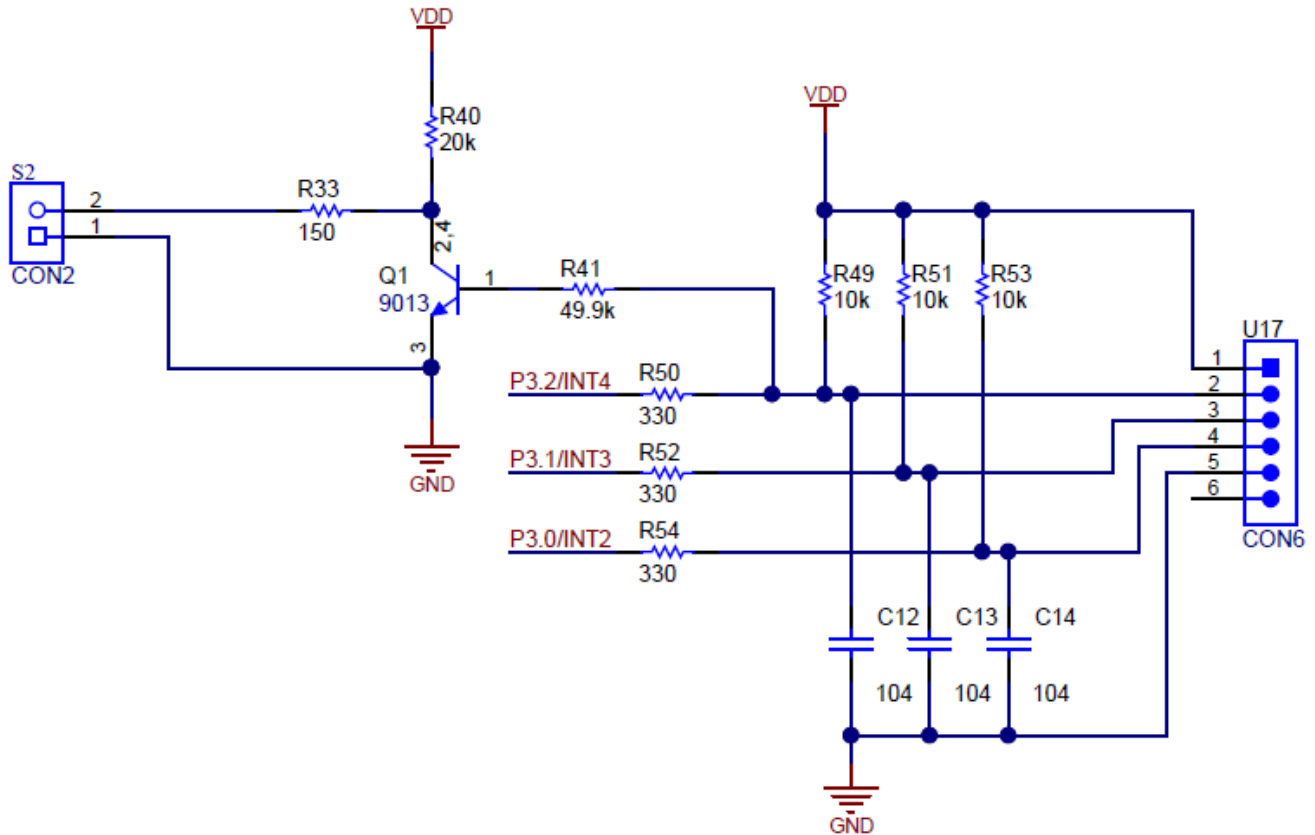 VDD
R40
20k
VDD
S2
2
1
CON2
R33
150
2,4
Q1
9013
1
3
R41
49.9k
GND
R49
10k
R51
10k
R53
10k
U17
1
2
3
4
5
6
CON6
P3.2/INT4
R50
330
P3.1/INT3
R52
330
P3.0/INT2
R54
330
C12
104
C13
104
C14
104
GND